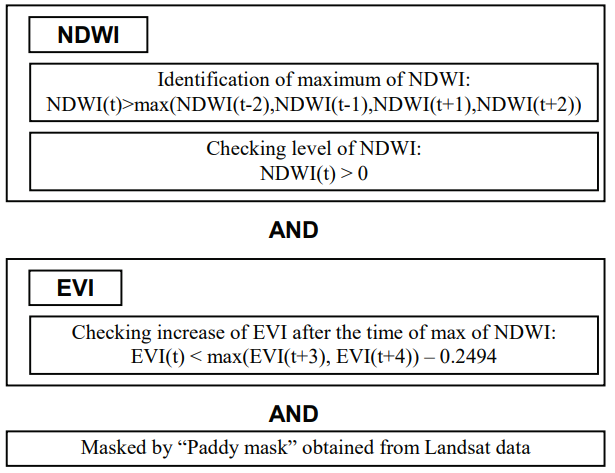 NDWI
Identification of maximum of NDWI:
NDWI(t)>max(NDWI(t-2),NDWI(t-1),NDWI(t+1),NDWI(t+2))
Checking level of NDWI:
NDWI(t) > 0
AND
EVI
Checking increase of EVI after the time of max of NDWI:
EVI(t) < max(EVI(t+3), EVI(t+4)) – 0.2494
AND
Masked by “Paddy mask” obtained from Landsat data